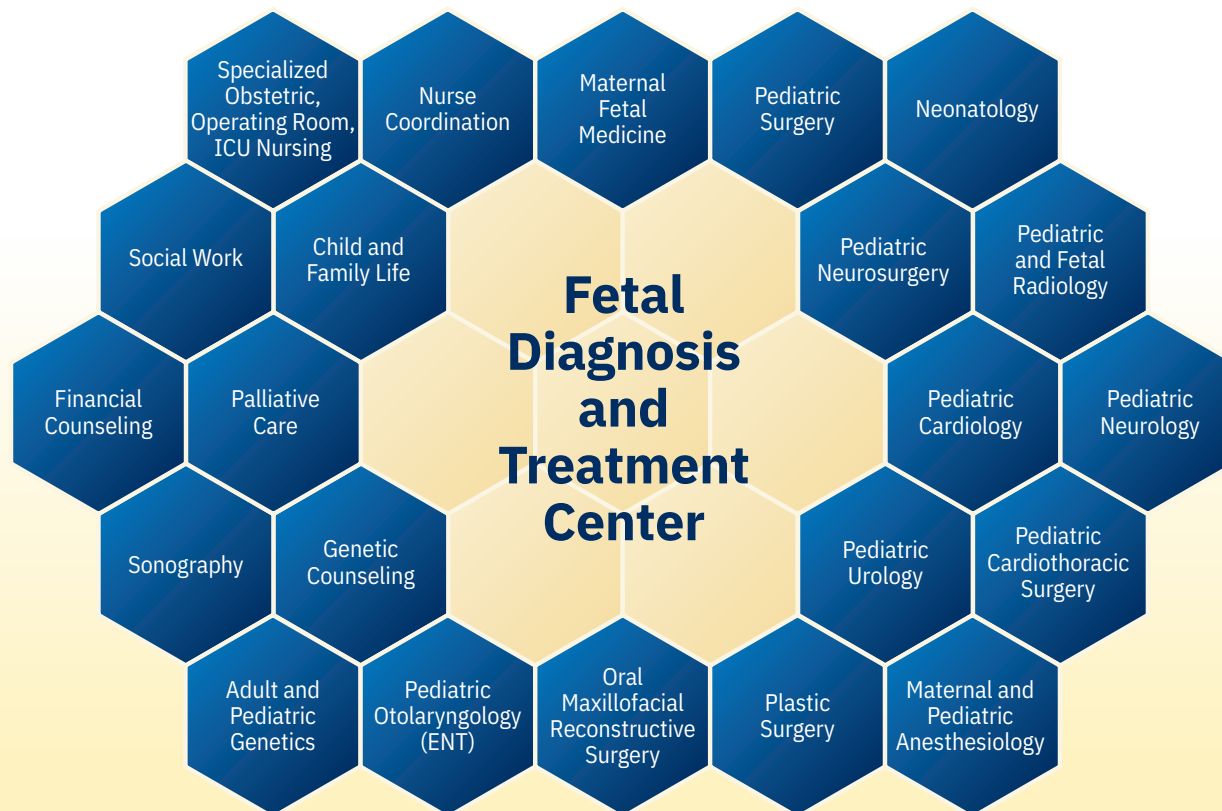 Specialized
Obstetric,
Operating Room,
ICU Nursing
Nurse
Coordination
Maternal
Fetal
Medicine
Pediatric
Surgery
Neonatology
Social Work
Child and
Family Life
Pediatric
Neurosurgery
Pediatric
and Fetal
Radiology
Fetal
Diagnosis
and
Treatment
Center
Financial
Counseling
Palliative
Care
Pediatric
Cardiology
Pediatric
Neurology
Sonography
Genetic
Counseling
Pediatric
Urology
Pediatric
Cardiothoracic
Surgery
Adult and
Pediatric
Genetics
Pediatric
Otolaryngology
(ENT)
Oral
Maxillofacial
Reconstructive
Surgery
Plastic
Surgery
Maternal and
Pediatric
Anesthesiology